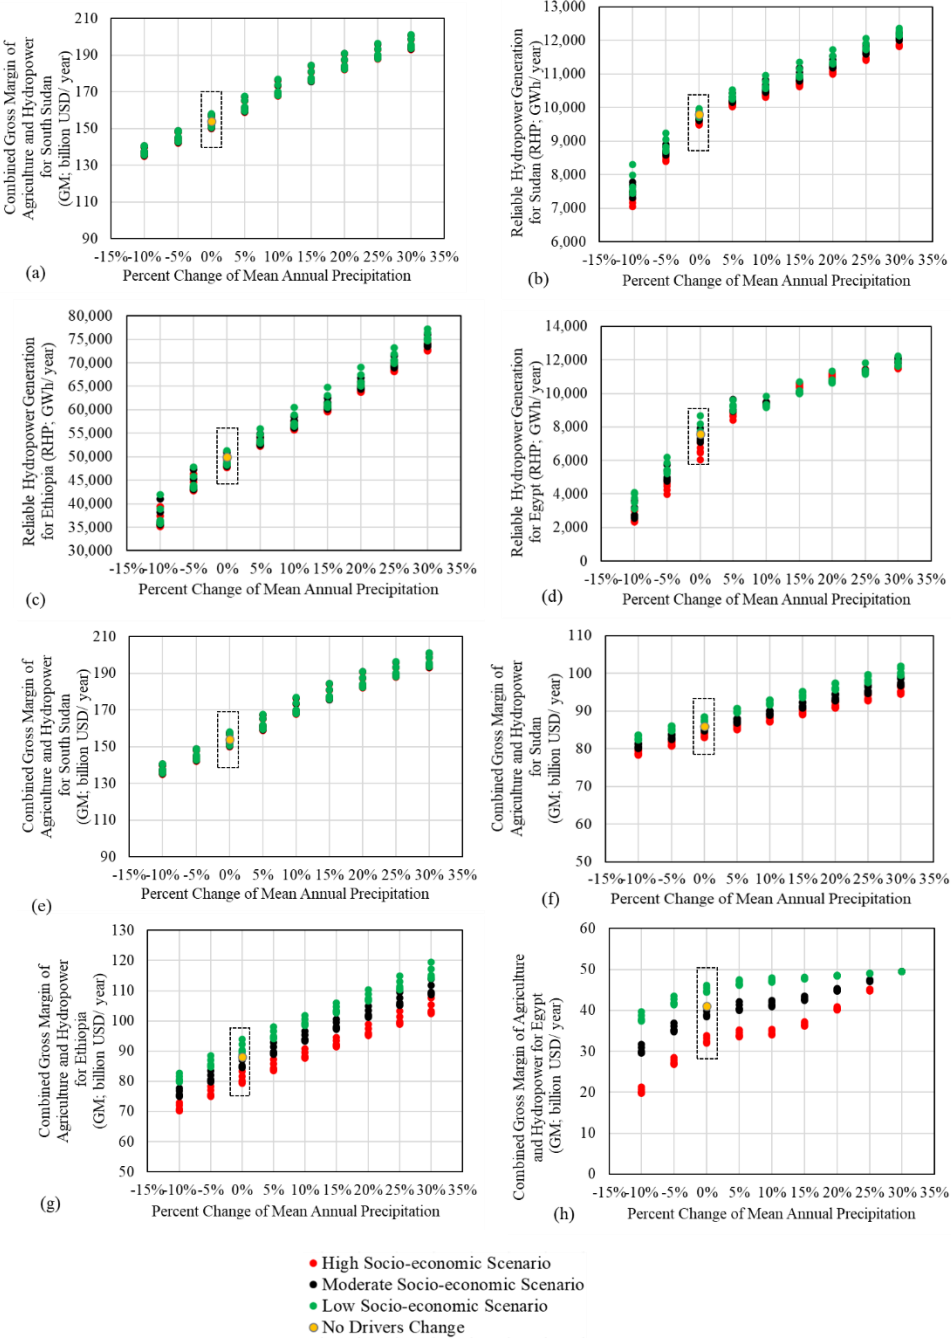 Combined Gross Margin of
Agriculture and Hydropower
for South Sudan
(GM; billion USD/ year)
210
190
170
150
130
110
90
-15%-10% -5% 0% 5% 10% 15% 20% 25% 30% 35%
Percent Change of Mean Annual Precipitation
(a)
Reliable Hydropower Generation
for Sudan (RHP; GWh/ year)
13,000
12,000
11,000
10,000
9,000
8,000
7,000
6,000
-15%-10% -5% 0% 5% 10% 15% 20% 25% 30% 35%
Percent Change of Mean Annual Precipitation
(b)
Reliable Hydropower Generation
for Ethiopia (RHP; GWh/ year)
80,000
75,000
70,000
65,000
60,000
55,000
50,000
45,000
40,000
35,000
30,000
-15%-10% -5% 0% 5% 10% 15% 20% 25% 30% 35%
Percent Change of Mean Annual Precipitation
(c)
Reliable Hydropower Generation
for Egypt (RHP; GWh/ year)
14,000
12,000
10,000
8,000
6,000
4,000
2,000
0
-15%-10% -5% 0% 5% 10% 15% 20% 25% 30% 35%
Percent Change of Mean Annual Precipitation
(d)
Combined Gross Margin of
Agriculture and Hydropower
for South Sudan
(GM; billion USD/ year)
210
190
170
150
130
110
90
-15%-10% -5% 0% 5% 10% 15% 20% 25% 30% 35%
Percent Change of Mean Annual Precipitation
(e)
Combined Gross Margin of
Agriculture and Hydropower
for Sudan
(GM; billion USD/ year)
100
90
80
70
60
50
-15%-10% -5% 0% 5% 10% 15% 20% 25% 30% 35%
Percent Change of Mean Annual Precipitation
(f)
Combined Gross Margin of
Agriculture and Hydropower
for Ethiopia
(GM; billion USD/ year)
130
120
110
100
90
80
70
60
50
-15%-10% -5% 0% 5% 10% 15% 20% 25% 30% 35%
Percent Change of Mean Annual Precipitation
(g)
Combined Gross Margin of Agriculture
and Hydropower for Egypt
(GM; billion USD/ year)
60
50
40
30
20
10
0
-15%-10% -5% 0% 5% 10% 15% 20% 25% 30% 35%
Percent Change of Mean Annual Precipitation
(h)
High Socio-economic Scenario
Moderate Socio-economic Scenario
Low Socio-economic Scenario
No Drivers Change